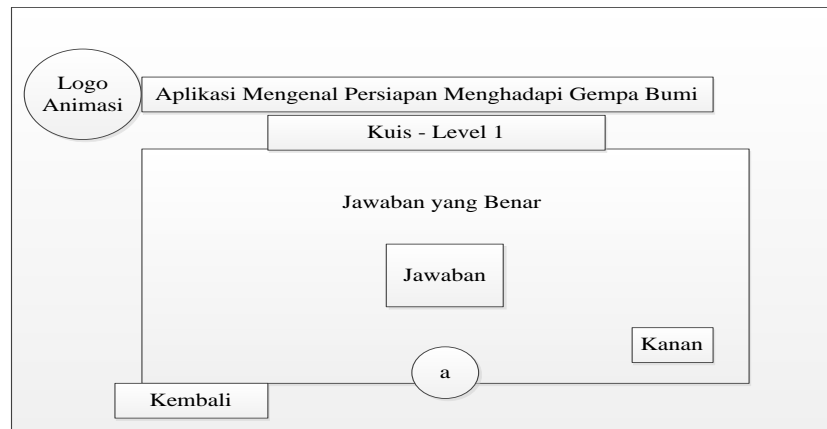 Logo
Animasi
Aplikasi Mengenal Persiapan Menghadapi Gempa Bumi
Kuis - Level 1
Jawaban yang Benar
Jawaban
Kanan
a
Kembali